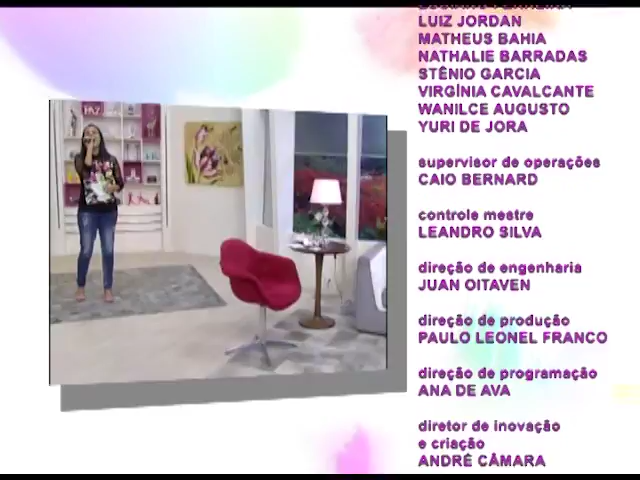 LUIZ JORDAN
MATHEUS BAHIA
NATHALIE BARRADAS
STÊNIO GARCIA
VIRGÍNIA CAVALCANTE
WANILCE AUGUSTO
YURI DE JORA
supervisor de operações
CAIO BERNARD
controle mestre
LEANDRO SILVA
direção de engenharia
JUAN OITAVEN
direção de produção
PAULO LEONEL FRANCO
direção de programação
ANA DE AVA
diretor de inovação
e criação
ANDRÉ CÂMARA